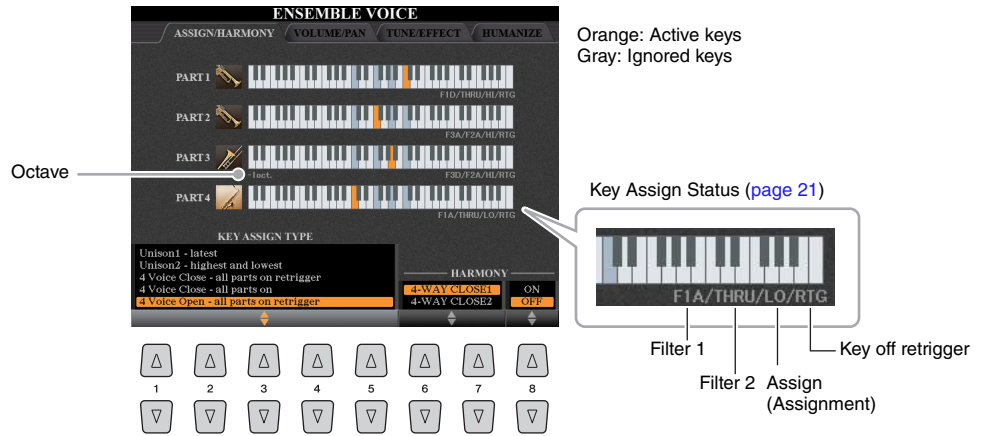 ENSEMBLE VOICE
ASSIGN/HARMONY VOLUME/PAN TUNE/EFFECT HUMANIZE
Orange: Active keys
Gray: Ignored keys
PART 1
F1D/THRU/HI/RTG
PART 2
F3A/F2A/HI/RTG
PART 3
F3D/F2A/HI/RTG
Octave
-1oct.
PART 4
F1A/THRU/LO/RTG
Key Assign Status (page 21)
F1A/THRU/LO/RTG
Filter 1
Key off retrigger
Filter 2
Assign
(Assignment)
KEY ASSIGN TYPE
Unison1 - latest
Unison2 - highest and lowest
4 Voice Close - all parts on retrigger
4 Voice Close - all parts on
4 Voice Open - all parts on retrigger
HARMONY
4-WAY CLOSE1 ON
4-WAY CLOSE2 OFF
1 2 3 4 5 6 7 8